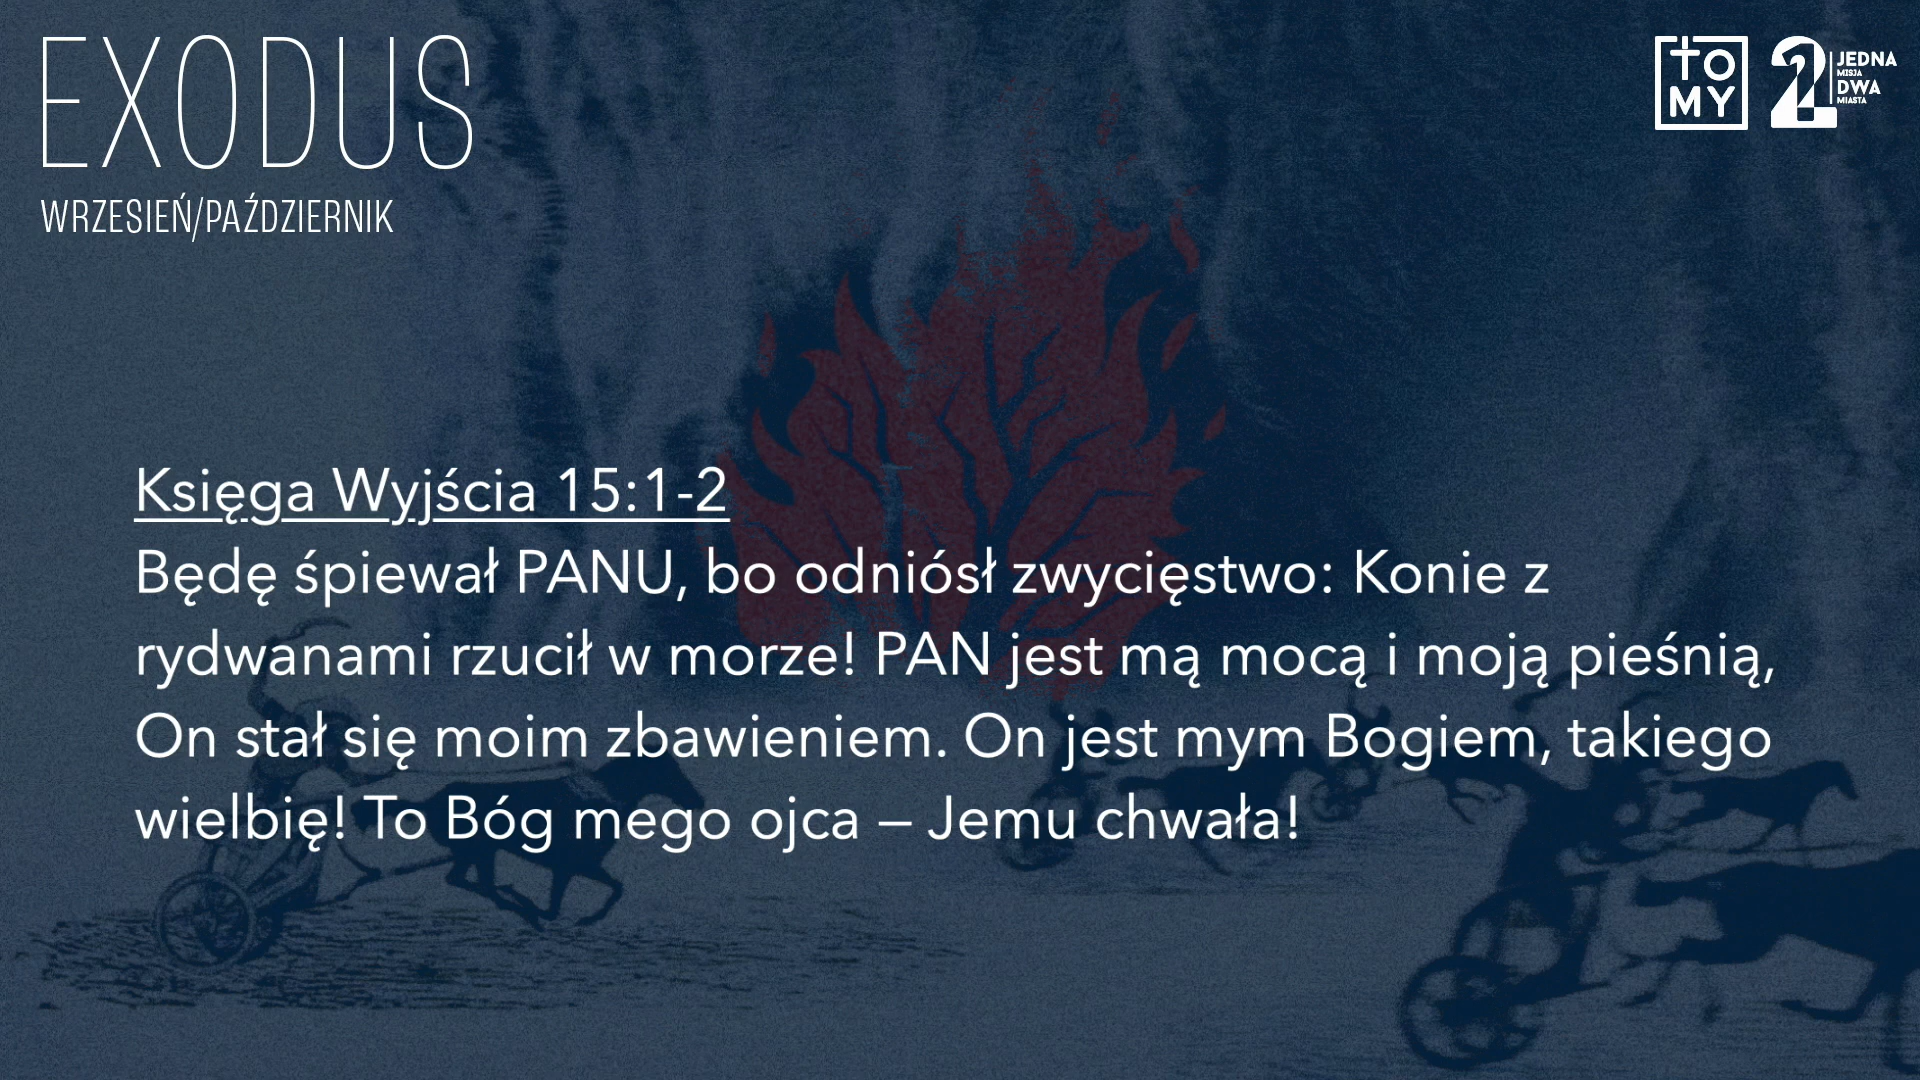 EXODUS
WRZESIEŃ/PAŹDZIERNIK
TO
MY
2
JEDNA
MISJA
DWA
MIASTA
Księga Wyjścia 15:1-2
Będę śpiewał PANU, bo odniósł zwycięstwo: Konie z
rydwanami rzucił w morze! PAN jest mą mocą i moją pieśnią,
On stał się moim zbawieniem. On jest mym Bogiem, takiego
wielbię! To Bóg mego ojca – Jemu chwała!